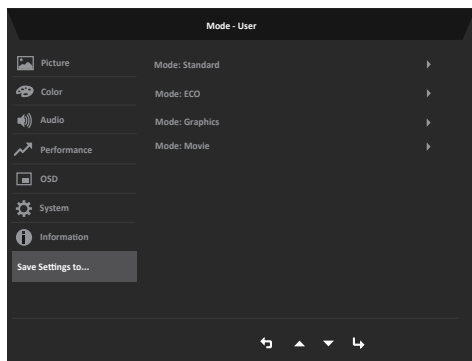 Mode - User
Picture
Color
Audio
Performance
OSD
System
Information
Save Settings to...
Mode: Standard
Mode: ECO
Mode: Graphics
Mode: Movie